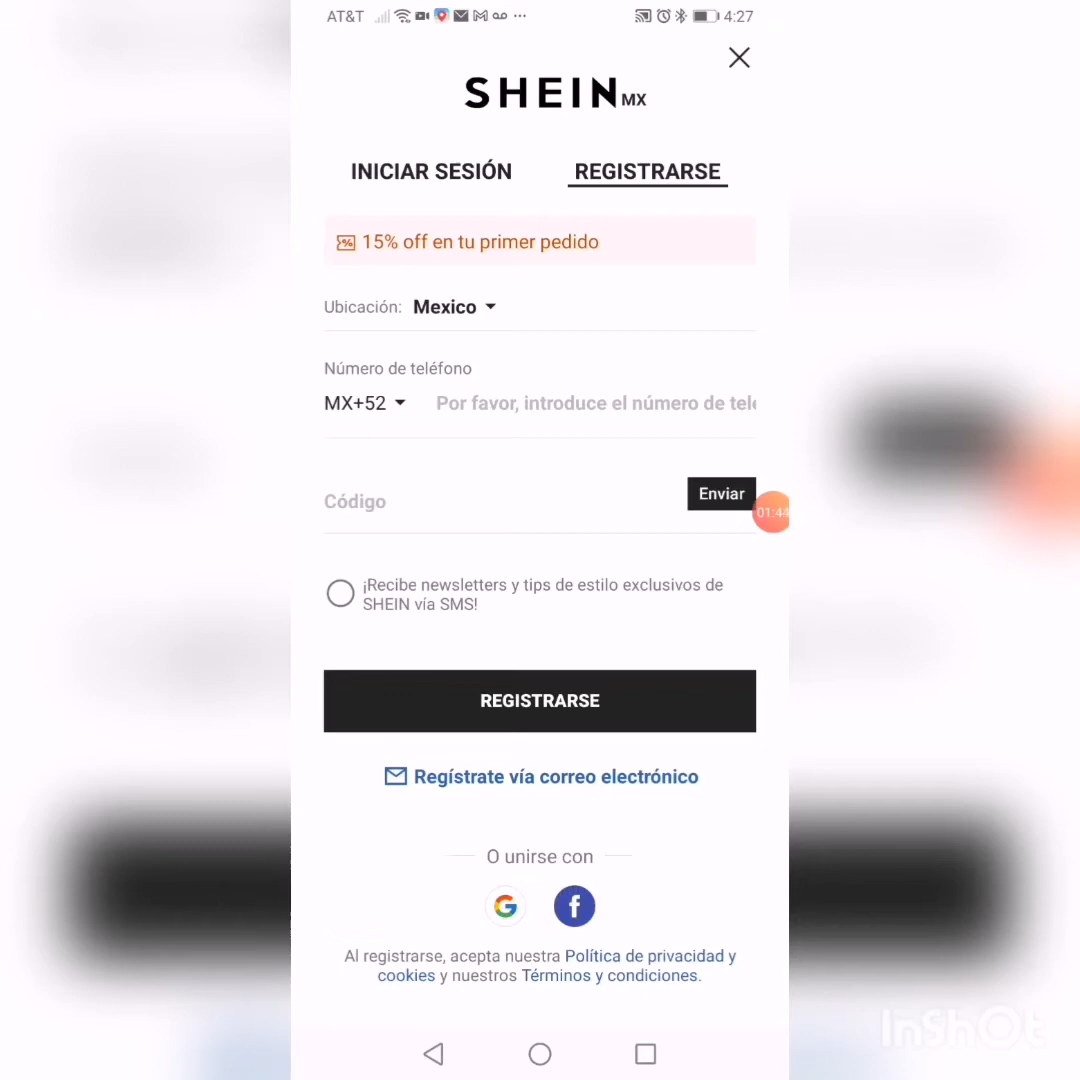 AT&T 4:27
SHEIN MX
INICIAR SESIÓN REGISTRARSE
15% off en tu primer pedido
Ubicación: Mexico
Número de teléfono
MX+52 Por favor, introduce el número de tele
Código Enviar
01:44
¡Recibe newsletters y tips de estilo exclusivos de
SHEIN vía SMS!
REGISTRARSE
Regístrate vía correo electrónico
O unirse con
Al registrarse, acepta nuestra Política de privacidad y
cookies y nuestros Términos y condiciones.
InShOt